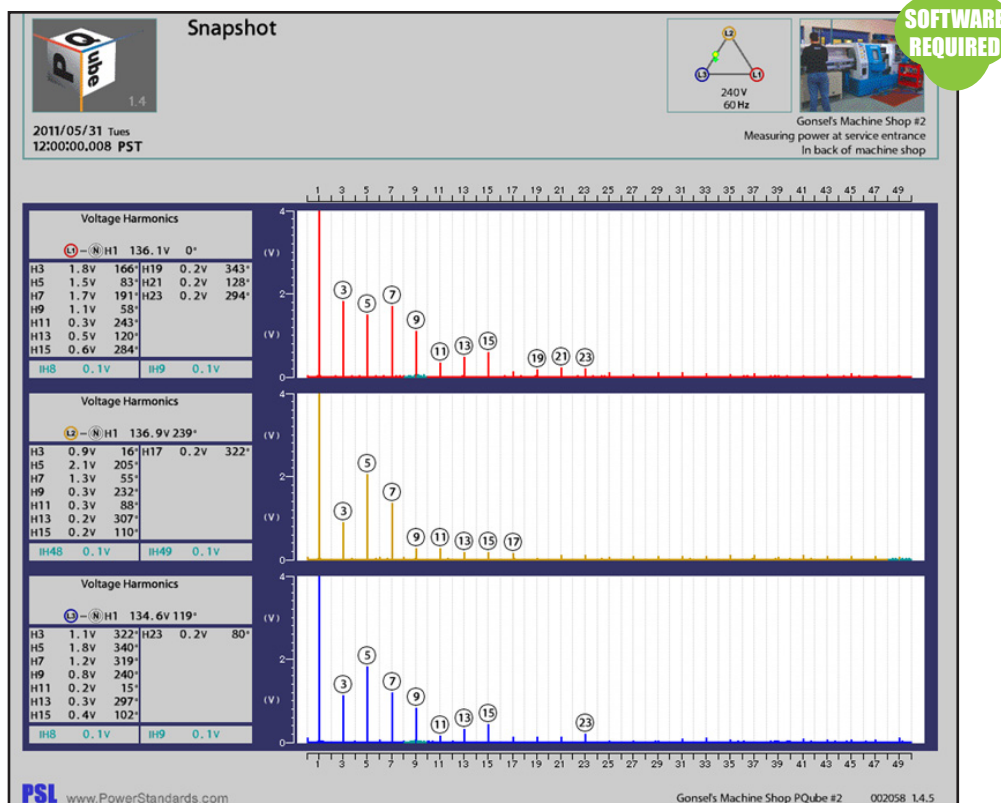 Snapshot
SOFTWARE
REQUIRED
PQube
1.4
L2
L3 L1
240 V
60 Hz
2011/05/31 Tues
12:00:00.008 PST
Gonsel's Machine Shop #2
Measuring power at service entrance
In back of machine shop
1 3 5 7 9 11 13 15 17 19 21 23 25 27 29 31 33 35 37 39 41 43 45 47 49
Voltage Harmonics
L1 - N H1 136.1V 0°
H3 1.8V 166° H19 0.2V 343°
H5 1.5V 83° H21 0.2V 128°
H7 1.7V 191° H23 0.2V 294°
H9 1.1V 58°
H11 0.3V 243°
H13 0.5V 120°
H15 0.6V 284°
IH8 0.1V IH9 0.1V
4
(V)
2
(V)
0
3 5 7 9 11 13 15 19 21 23
Voltage Harmonics
L2 - N H1 136.9V 239°
H3 0.9V 16° H17 0.2V 322°
H5 2.1V 205°
H7 1.3V 55°
H9 0.3V 232°
H11 0.3V 88°
H13 0.2V 307°
H15 0.2V 110°
IH48 0.1V IH49 0.1V
4
(V)
2
(V)
0
3 5 7 9 11 13 15 17
Voltage Harmonics
L3 - N H1 134.6V 119°
H3 1.1V 322° H23 0.2V 80°
H5 1.8V 340°
H7 1.2V 319°
H9 0.8V 240°
H11 0.2V 15°
H13 0.3V 297°
H15 0.4V 102°
IH8 0.1V IH9 0.1V
4
(V)
2
(V)
0
3 5 7 9 11 13 15 23
1 3 5 7 9 11 13 15 17 19 21 23 25 27 29 31 33 35 37 39 41 43 45 47 49
PSL www.PowerStandards.com
Gonsel's Machine Shop PQube #2 002058 1.4.5